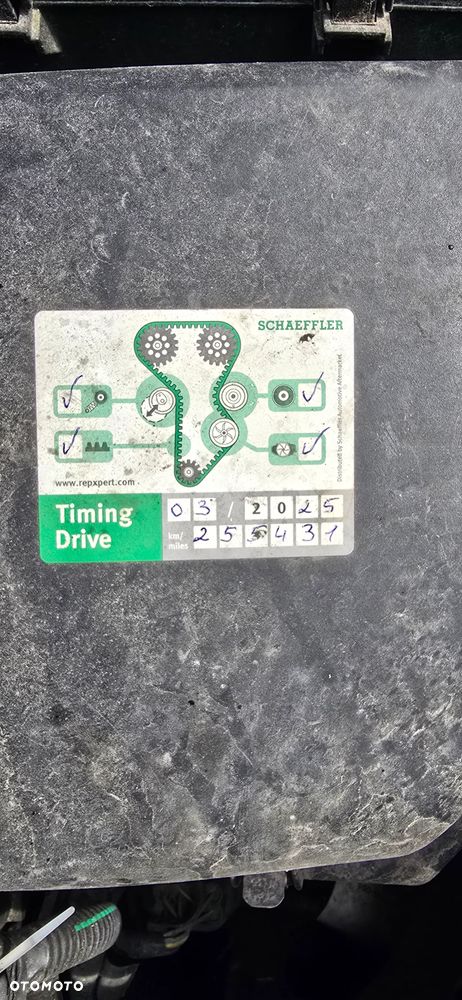 SCHAEFFLER
Distributed by Schaeffler Automotive Aftermarket
www.repxpert.com
Timing
Drive
03/2025
km/
miles
255431
OTOMOTO